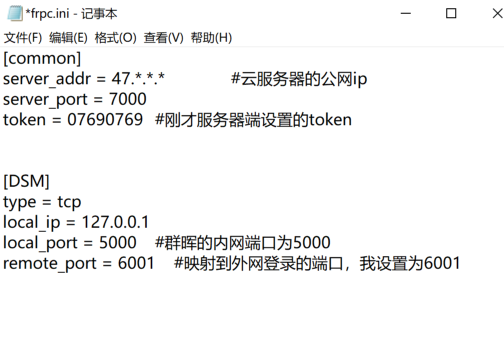 *frpc.ini - 记事本
文件(F) 编辑(E) 格式(O) 查看(V) 帮助(H)
[common]
server_addr = 47.*.*.* #云服务器的公网ip
server_port = 7000
token = 07690769 #刚才服务器端设置的token
[DSM]
type = tcp
local_ip = 127.0.0.1
local_port = 5000 #群晖的内网端口为5000
remote_port = 6001 #映射到外网登录的端口，我设置为6001